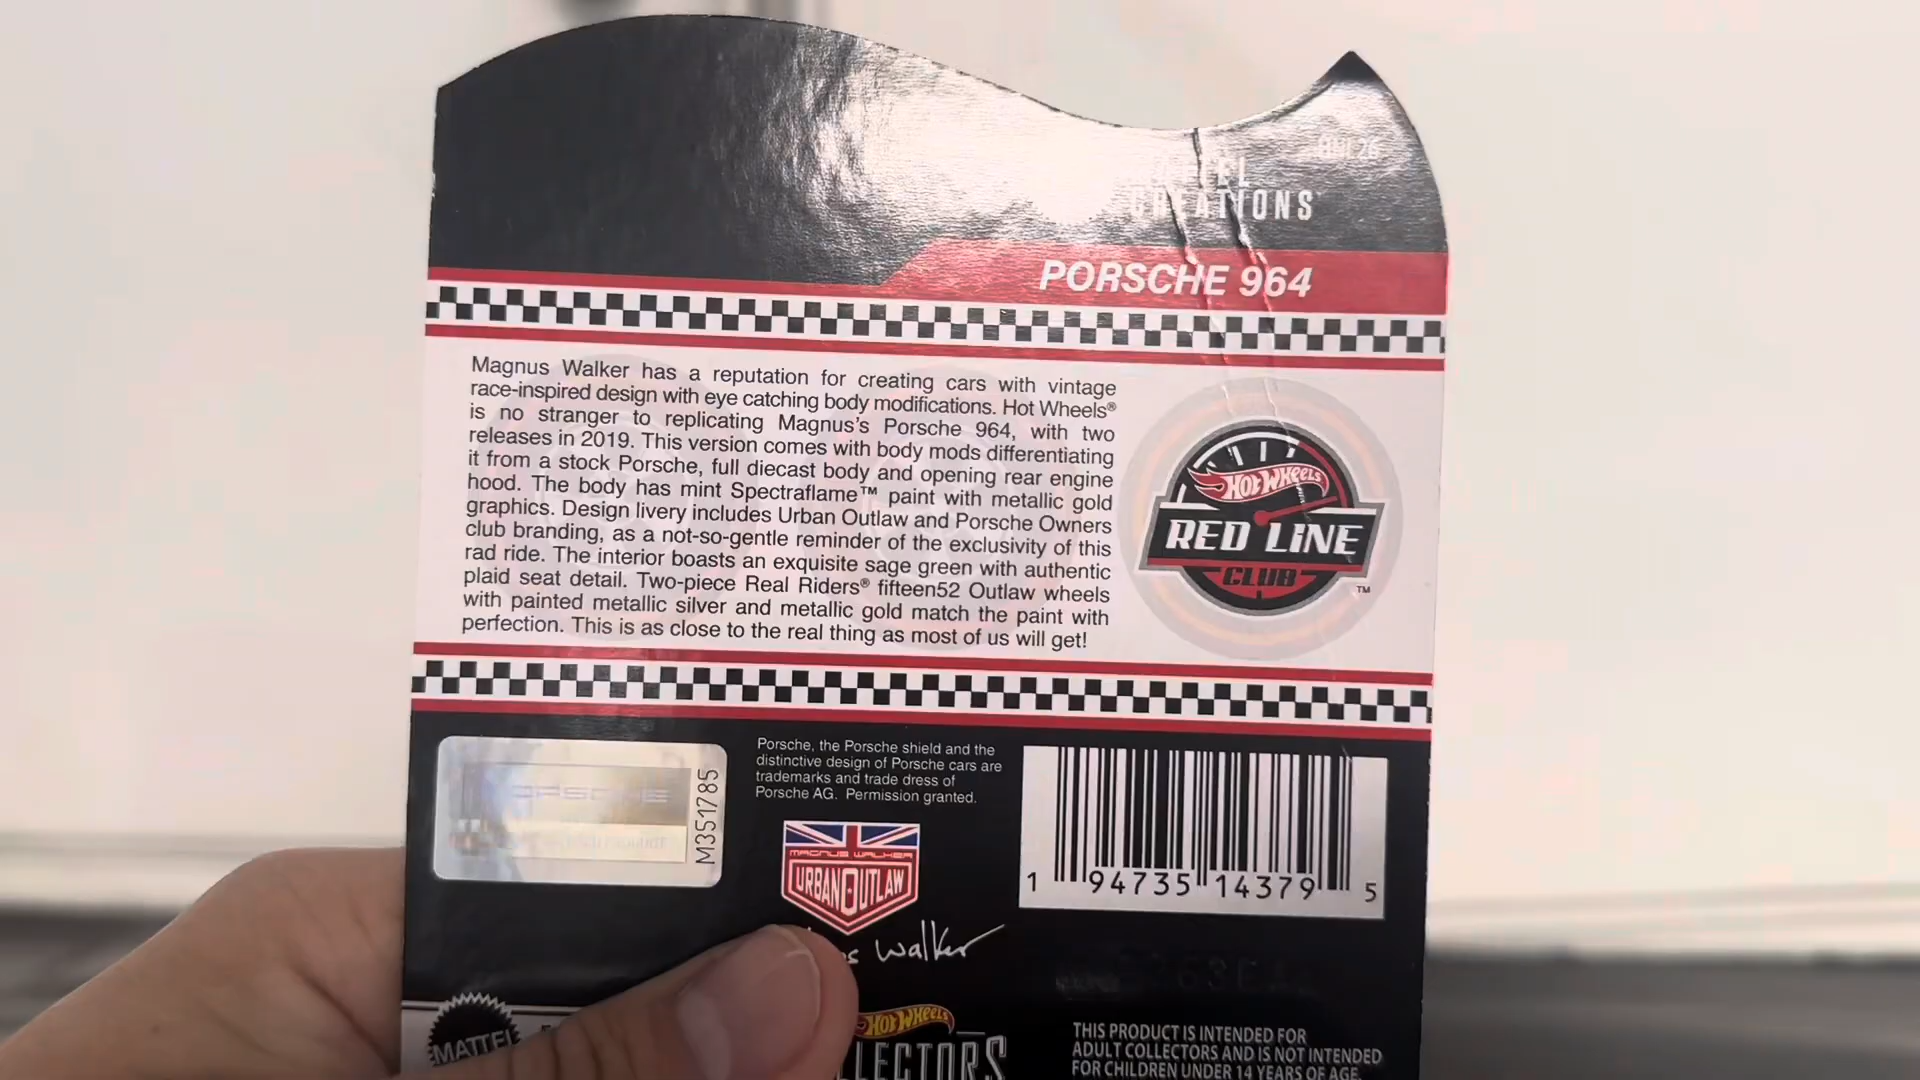 CREATIONS
PORSCHE 964
Magnus Walker has a reputation for creating cars with vintage
race-inspired design with eye catching body modifications. Hot Wheels®
is no stranger to replicating Magnus's Porsche 964, with two
releases in 2019. This version comes with body mods differentiating
it from a stock Porsche, full diecast body and opening rear engine
hood. The body has mint Spectraflame™ paint with metallic gold
graphics. Design livery includes Urban Outlaw and Porsche Owners
club branding, as a not-so-gentle reminder of the exclusivity of this
rad ride. The interior boasts an exquisite sage green with authentic
plaid seat detail. Two-piece Real Riders® fifteen52 Outlaw wheels
with painted metallic silver and metallic gold match the paint with
perfection. This is as close to the real thing as most of us will get!
HOT WHEELS
RED LINE
CLUB
™
M351785
Porsche, the Porsche shield and the
distinctive design of Porsche cars are
trademarks and trade dress of
Porsche AG. Permission granted.
MAGNUS WALKER
URBAN OUTLAW
Walker
1 94735 14379 5
MATTEL
HOT WHEELS
THIS PRODUCT IS INTENDED FOR
ADULT COLLECTORS AND IS NOT INTENDED
FOR CHILDREN UNDER 14 YEARS OF AGE.